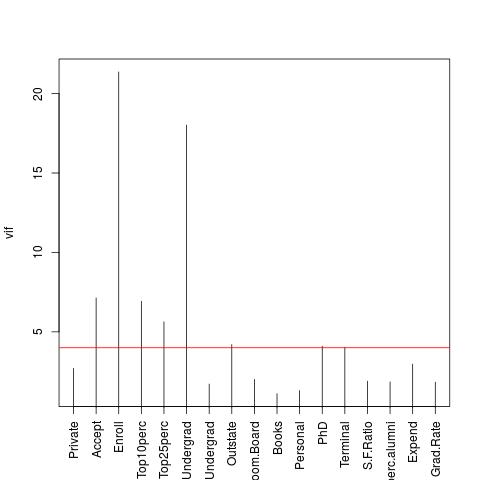 vif
20
15
10
5
Private
Accept
Enroll
Top10perc
Top25perc
Undergrad
Undergrad
Outstate
oom.Board
Books
Personal
PhD
Terminal
S.F.Ratio
erc.alumni
Expend
Grad.Rate